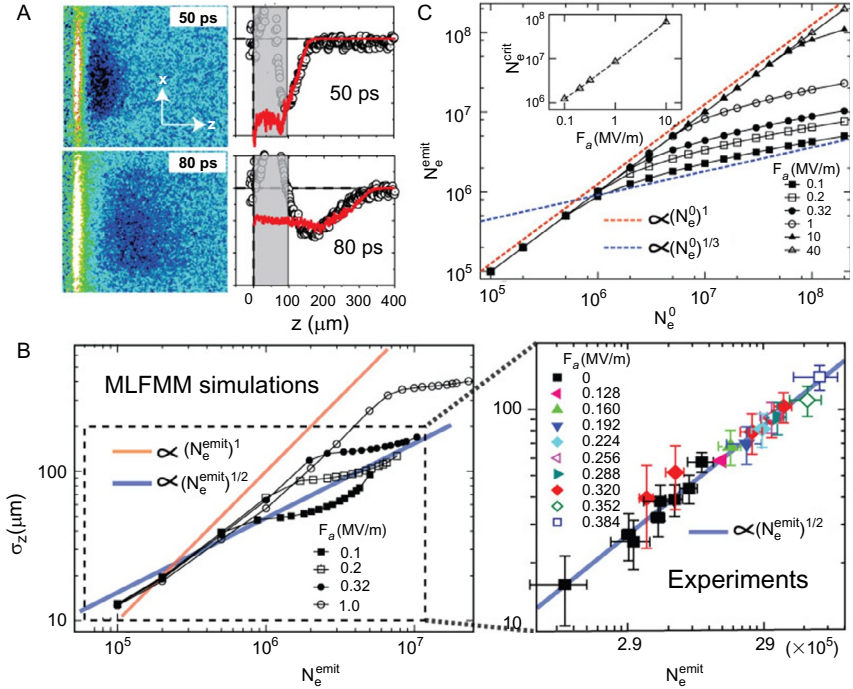 A
50 ps
x
z
80 ps
50 ps
80 ps
0
100
200
300
400
z (μm)
C
N_e^emit
10^8
10^7
10^6
10^5
10^5
10^6
10^7
10^8
N_e^0
N_e^crit
10^8
10^7
10^6
0.1
1
10
F_a (MV/m)
∝(N_e^0)^1
∝(N_e^0)^1/3
F_a (MV/m)
0.1
0.2
0.32
1
10
40
B
MLFMM simulations
∝ (N_e^emit)^1
∝ (N_e^emit)^1/2
σ_z(μm)
100
10
F_a (MV/m)
0.1
0.2
0.32
1.0
10^5
10^6
10^7
N_e^emit
F_a (MV/m)
0
0.128
0.160
0.192
0.224
0.256
0.288
0.320
0.352
0.384
100
10
∝(N_e^emit)^1/2
Experiments
2.9
29
(×10^5)
N_e^emit